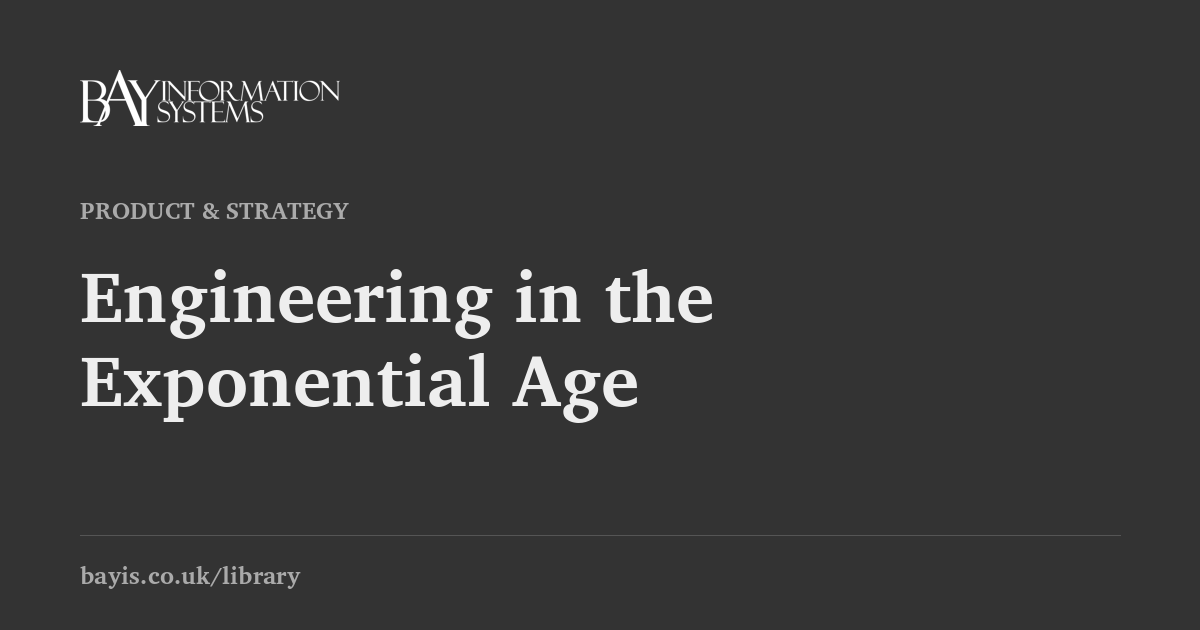 BAY INFORMATION
SYSTEMS
PRODUCT & STRATEGY
Engineering in the
Exponential Age
bayis.co.uk/library